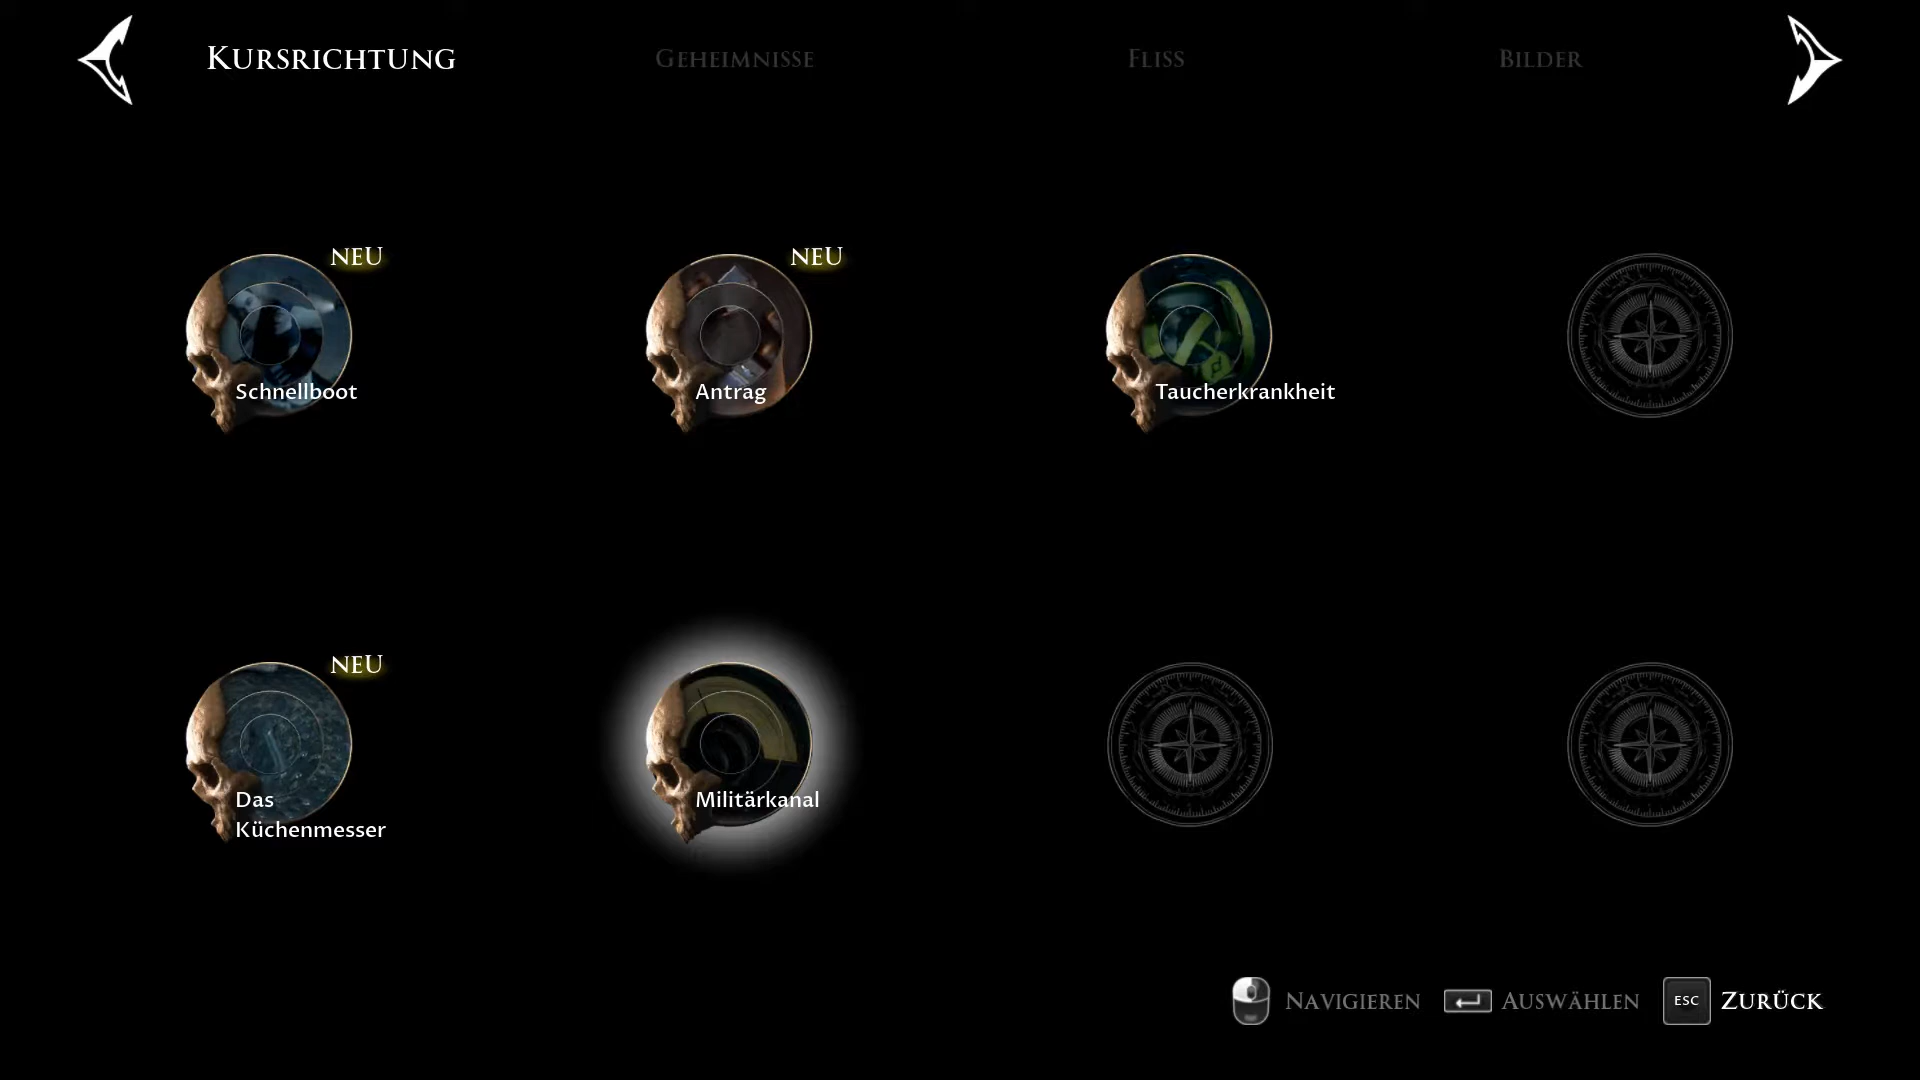 Kursrichtung
Geheimnisse
Fliss
Bilder
NEU
Schnellboot
NEU
Antrag
Taucherkrankheit
NEU
Das
Küchenmesser
Militärkanal
Navigieren
Auswählen
ESC
Zurück